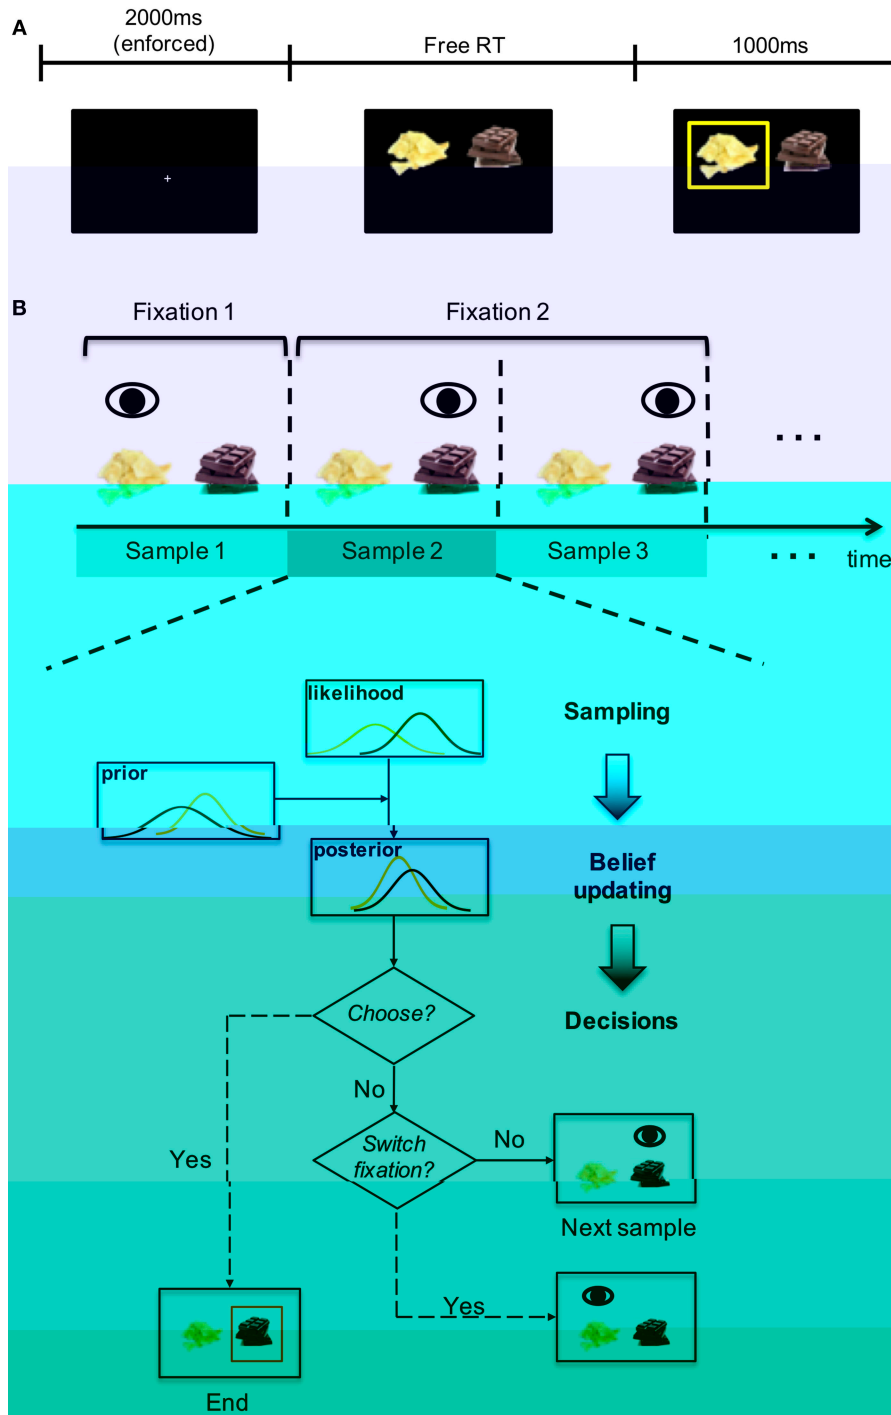 A
2000ms
(enforced)
Free RT
1000ms
+
B
Fixation 1
Fixation 2
...
Sample 1
Sample 2
Sample 3
...
time
likelihood
Sampling
prior
posterior
Belief
updating
Choose?
Decisions
No
Switch
fixation?
No
Yes
Next sample
Yes
End